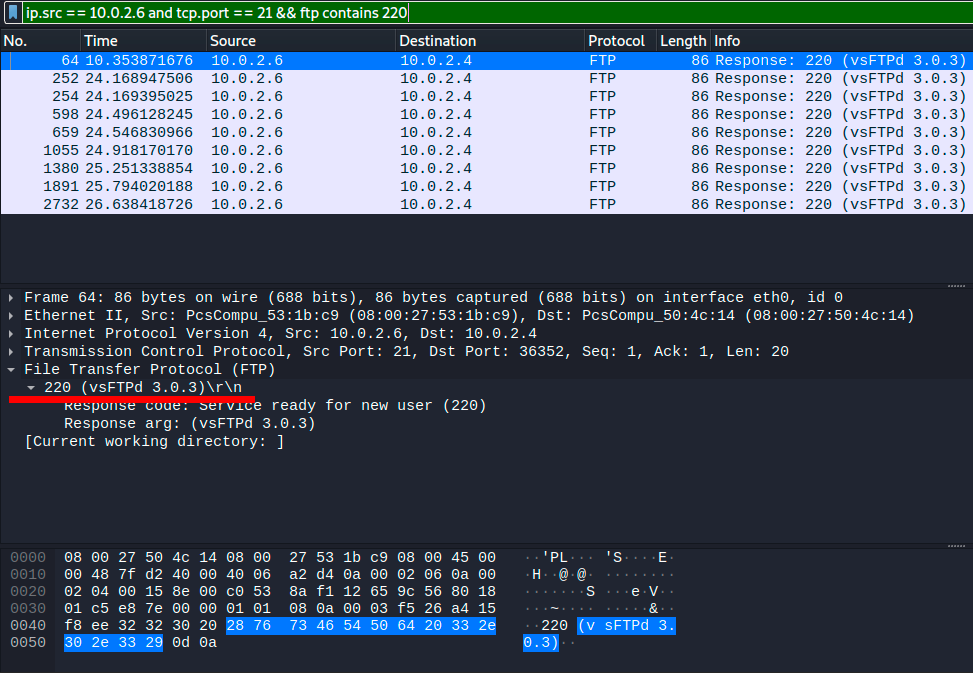 ip.src == 10.0.2.6 and tcp.port == 21 && ftp contains 220
No. Time Source Destination Protocol Length Info
64 10.353871676 10.0.2.6 10.0.2.4 FTP 86 Response: 220 (vsFTPd 3.0.3)
252 24.168947506 10.0.2.6 10.0.2.4 FTP 86 Response: 220 (vsFTPd 3.0.3)
254 24.169395025 10.0.2.6 10.0.2.4 FTP 86 Response: 220 (vsFTPd 3.0.3)
598 24.496128245 10.0.2.6 10.0.2.4 FTP 86 Response: 220 (vsFTPd 3.0.3)
659 24.546830966 10.0.2.6 10.0.2.4 FTP 86 Response: 220 (vsFTPd 3.0.3)
1055 24.918170170 10.0.2.6 10.0.2.4 FTP 86 Response: 220 (vsFTPd 3.0.3)
1380 25.251338854 10.0.2.6 10.0.2.4 FTP 86 Response: 220 (vsFTPd 3.0.3)
1891 25.794020188 10.0.2.6 10.0.2.4 FTP 86 Response: 220 (vsFTPd 3.0.3)
2732 26.638418726 10.0.2.6 10.0.2.4 FTP 86 Response: 220 (vsFTPd 3.0.3)
Frame 64: 86 bytes on wire (688 bits), 86 bytes captured (688 bits) on interface eth0, id 0
Ethernet II, Src: PcsCompu_53:1b:c9 (08:00:27:53:1b:c9), Dst: PcsCompu_50:4c:14 (08:00:27:50:4c:14)
Internet Protocol Version 4, Src: 10.0.2.6, Dst: 10.0.2.4
Transmission Control Protocol, Src Port: 21, Dst Port: 36352, Seq: 1, Ack: 1, Len: 20
File Transfer Protocol (FTP)
220 (vsFTPd 3.0.3)\r\n
Response code: Service ready for new user (220)
Response arg: (vsFTPd 3.0.3)
[Current working directory: ]
0000 08 00 27 50 4c 14 08 00 27 53 1b c9 08 00 45 00 ··'PL··· 'S····E·
0010 00 48 7f d2 40 00 40 06 a2 d4 0a 00 02 06 0a 00 ·H··@·@· ········
0020 02 04 00 15 8e 00 c0 53 8a f1 12 65 9c 56 80 18 ·······S ···e·V··
0030 01 c5 e8 7e 00 00 01 01 08 0a 00 03 f5 26 a4 15 ···~···· ·····&··
0040 f8 ee 32 32 30 20 28 76 73 46 54 50 64 20 33 2e ··220 (v sFTPd 3.
0050 30 2e 33 29 0d 0a 0.3)··